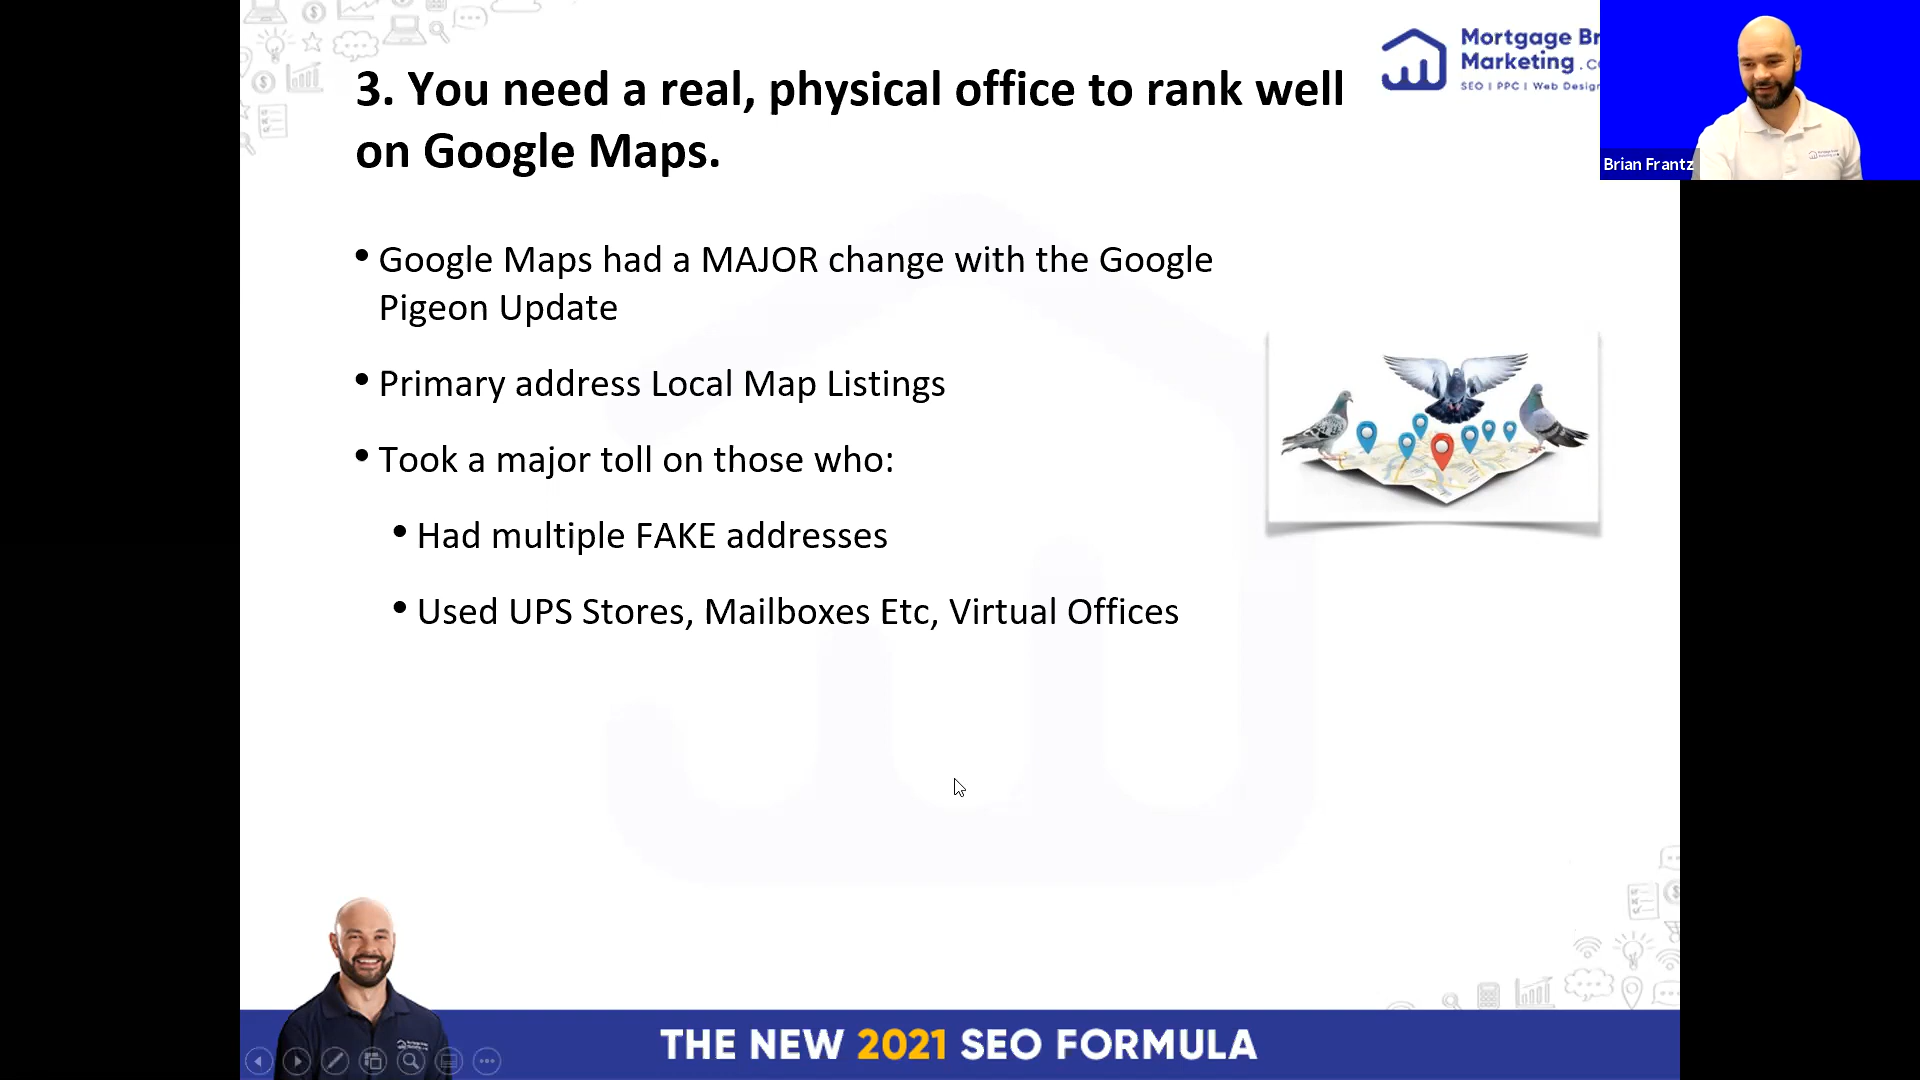 3. You need a real, physical office to rank well
on Google Maps.
Mortgage Br
Marketing .c
SEO | PPC | Web Design
Brian Frantz
• Google Maps had a MAJOR change with the Google
Pigeon Update
• Primary address Local Map Listings
• Took a major toll on those who:
• Had multiple FAKE addresses
• Used UPS Stores, Mailboxes Etc, Virtual Offices
THE NEW 2021 SEO FORMULA